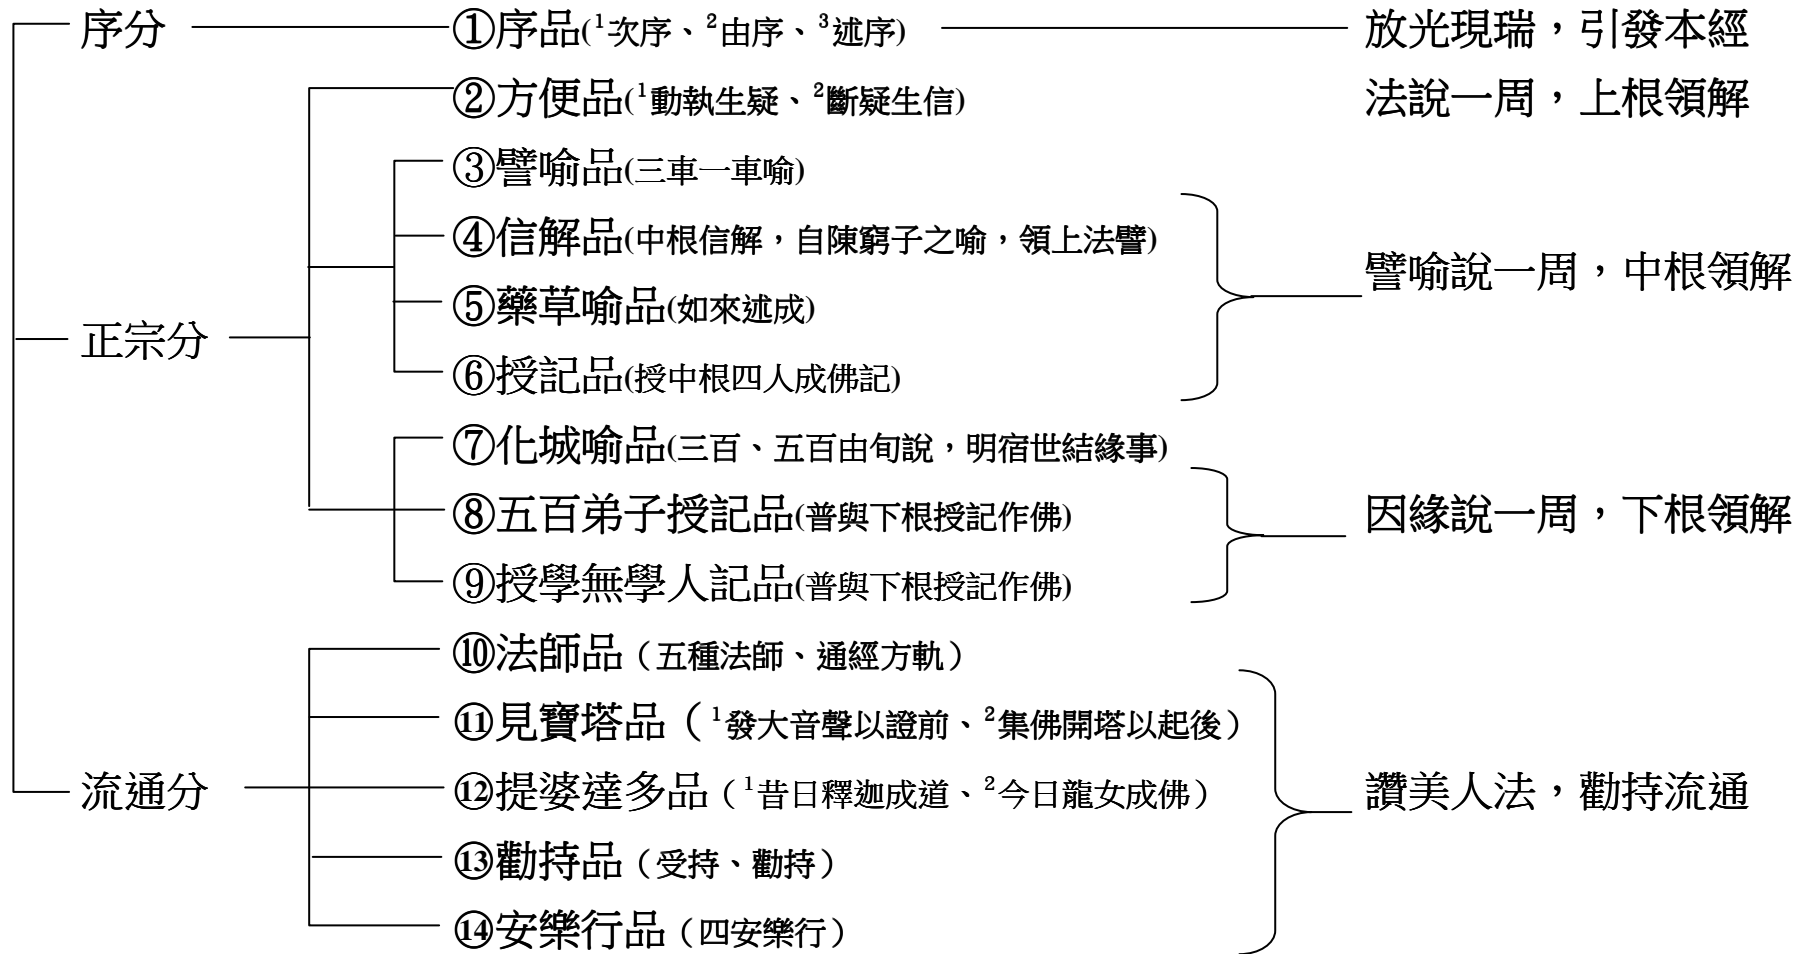 序分 ①序品(¹次序、²由序、³述序) 放光現瑞，引發本經
②方便品(¹動執生疑、²斷疑生信) 法說一周，上根領解
③譬喻品(三車一車喻)
④信解品(中根信解，自陳窮子之喻，領上法譬)
譬喻說一周，中根領解
⑤藥草喻品(如來述成)
正宗分
⑥授記品(授中根四人成佛記)
⑦化城喻品(三百、五百由旬說，明宿世結緣事)
⑧五百弟子授記品(普與下根授記作佛) 因緣說一周，下根領解
⑨授學無學人記品(普與下根授記作佛)
⑩法師品（五種法師、通經方軌）
⑪見寶塔品（¹發大音聲以證前、²集佛開塔以起後）
流通分 ⑫提婆達多品（¹昔日釋迦成道、²今日龍女成佛） 讚美人法，勸持流通
⑬勸持品（受持、勸持）
⑭安樂行品（四安樂行）